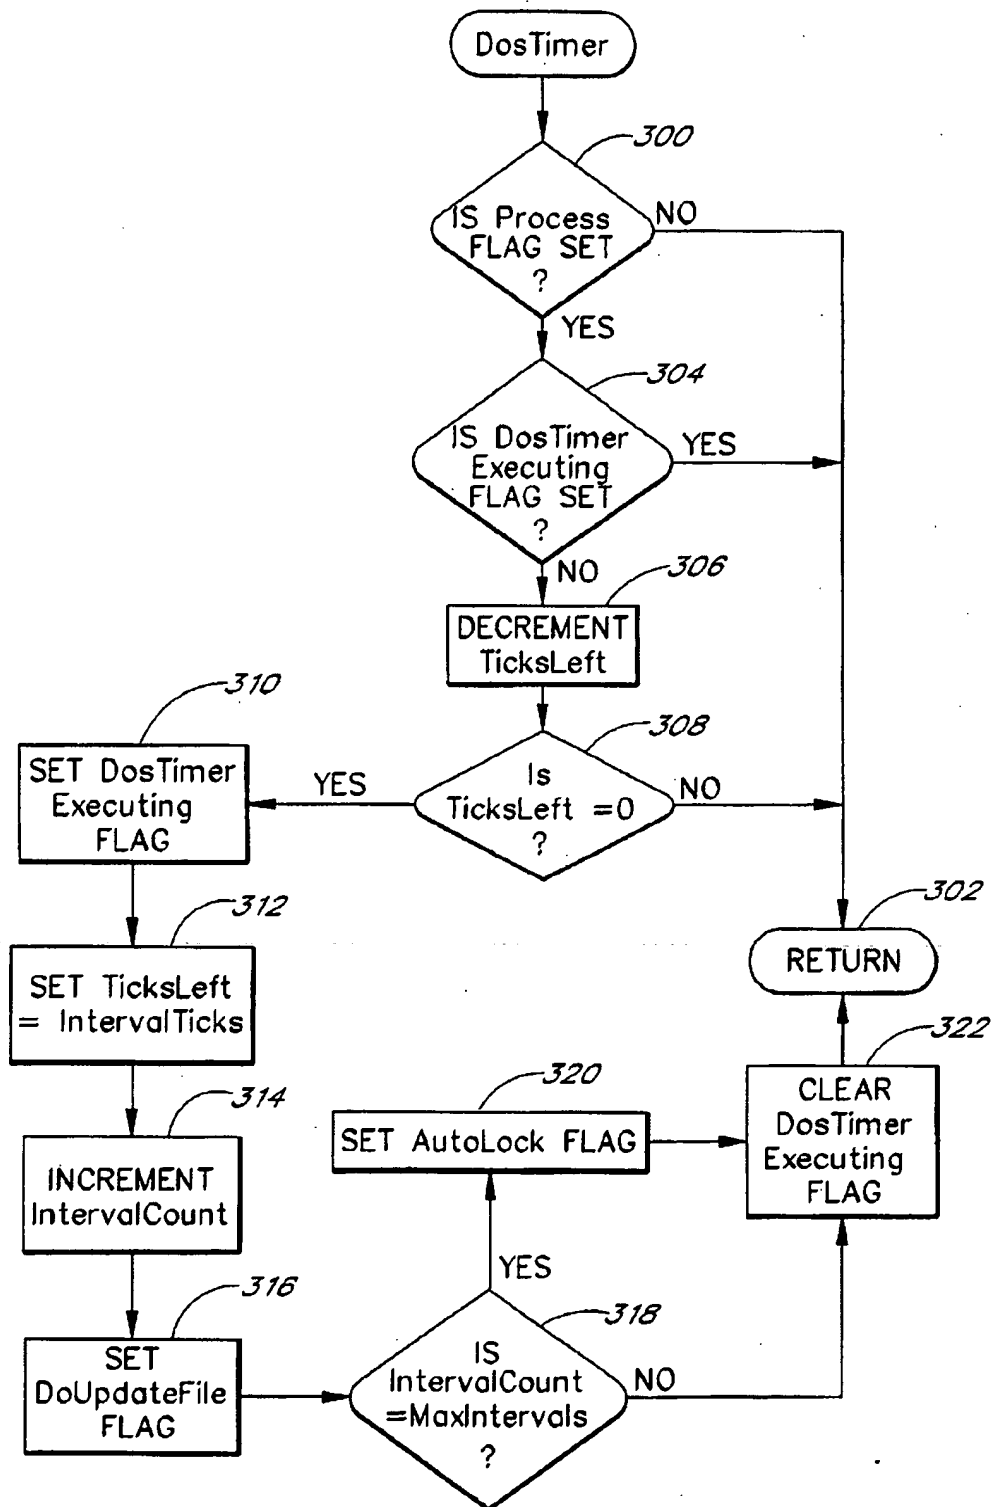 DosTimer
300
IS Process
FLAG SET
?
NO
YES
304
IS DosTimer
Executing
FLAG SET
?
YES
NO
306
DECREMENT
TicksLeft
308
Is
TicksLeft =0
?
NO
YES
310
SET DosTimer
Executing
FLAG
312
SET TicksLeft
= IntervalTicks
314
INCREMENT
IntervalCount
316
SET
DoUpdateFile
FLAG
318
IS
IntervalCount
=MaxIntervals
?
NO
YES
320
SET AutoLock FLAG
322
CLEAR
DosTimer
Executing
FLAG
302
RETURN